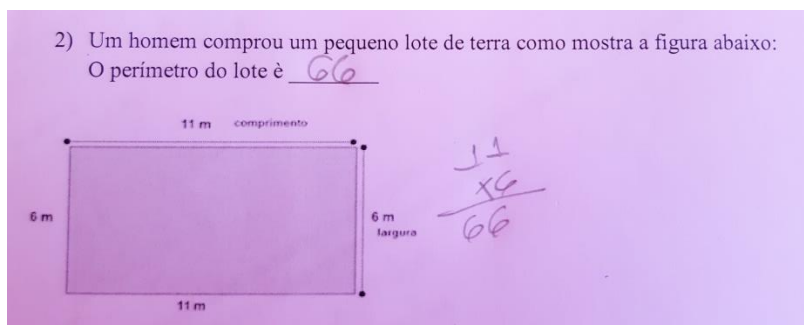 2) Um homem comprou um pequeno lote de terra como mostra a figura abaixo:
O perímetro do lote è 66
11 m comprimento
6 m
6 m
largura
11 m
11
x6
66